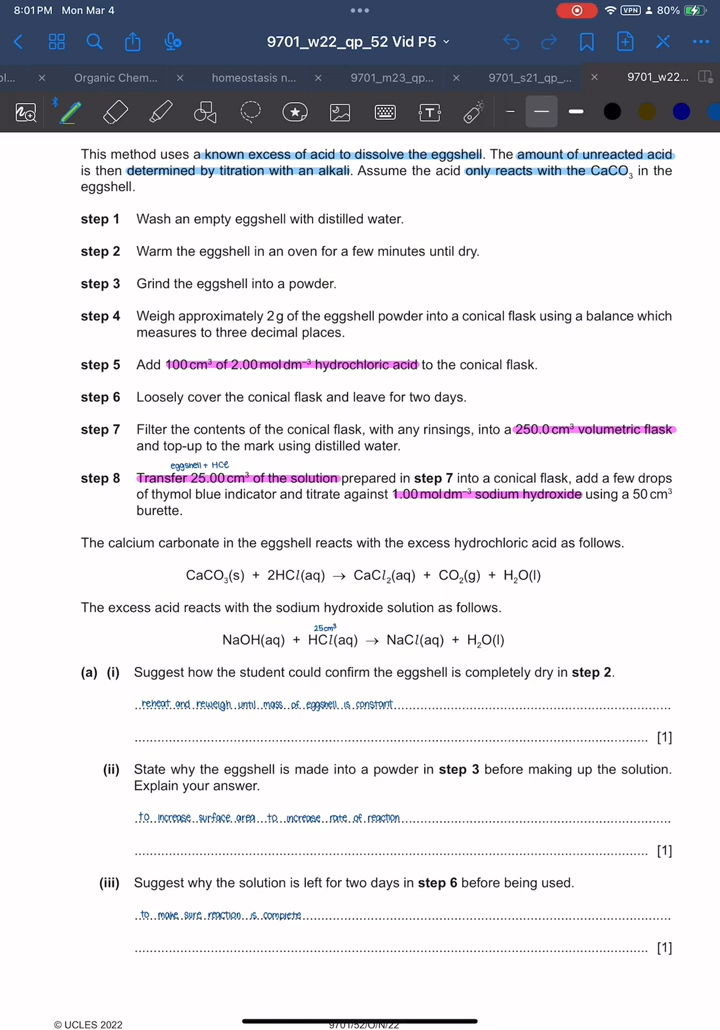 8:01 PM Mon Mar 4
VPN 80%
9701_w22_qp_52 Vid P5
ol...
Organic Chem...
homeostasis n...
9701_m23_qp...
9701_s21_qp_...
9701_w22...
This method uses a known excess of acid to dissolve the eggshell. The amount of unreacted acid
is then determined by titration with an alkali. Assume the acid only reacts with the CaCO₃ in the
eggshell.
step 1 Wash an empty eggshell with distilled water.
step 2 Warm the eggshell in an oven for a few minutes until dry.
step 3 Grind the eggshell into a powder.
step 4 Weigh approximately 2 g of the eggshell powder into a conical flask using a balance which
measures to three decimal places.
step 5 Add 100 cm³ of 2.00 mol dm⁻³ hydrochloric acid to the conical flask.
step 6 Loosely cover the conical flask and leave for two days.
step 7 Filter the contents of the conical flask, with any rinsings, into a 250.0 cm³ volumetric flask
and top-up to the mark using distilled water.
eggshell + HCl
step 8 Transfer 25.00 cm³ of the solution prepared in step 7 into a conical flask, add a few drops
of thymol blue indicator and titrate against 1.00 mol dm⁻³ sodium hydroxide using a 50 cm³
burette.
The calcium carbonate in the eggshell reacts with the excess hydrochloric acid as follows.
CaCO₃(s) + 2HCl(aq) → CaCl₂(aq) + CO₂(g) + H₂O(l)
The excess acid reacts with the sodium hydroxide solution as follows.
25cm³
NaOH(aq) + HCl(aq) → NaCl(aq) + H₂O(l)
(a) (i) Suggest how the student could confirm the eggshell is completely dry in step 2.
reheat and reweigh until mass of eggshell is constant
[1]
(ii) State why the eggshell is made into a powder in step 3 before making up the solution.
Explain your answer.
to increase surface area to increase rate of reaction
[1]
(iii) Suggest why the solution is left for two days in step 6 before being used.
to make sure reaction is complete
[1]
© UCLES 2022
9701/52/O/N/22